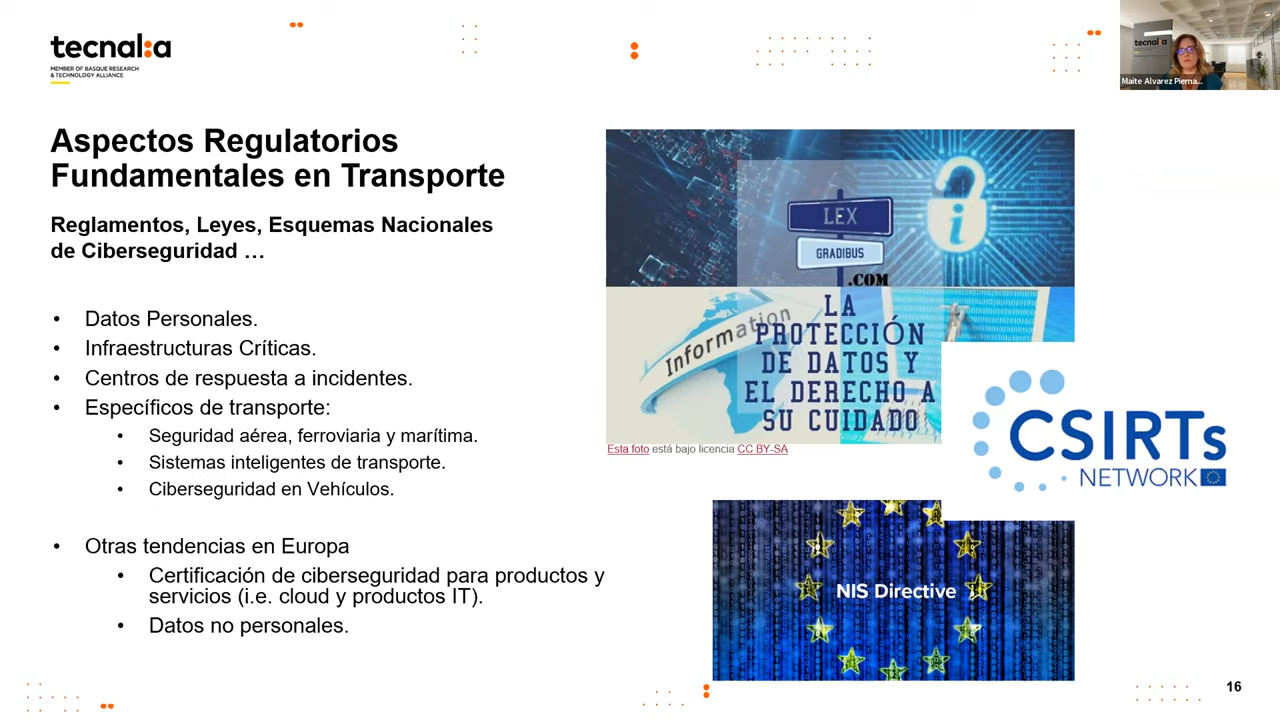 tecnal:a
MEMBER OF BASQUE RESEARCH
& TECHNOLOGY ALLIANCE
tecnalia
Maite Alvarez Pierna...
Aspectos Regulatorios
Fundamentales en Transporte
Reglamentos, Leyes, Esquemas Nacionales
de Ciberseguridad …
• Datos Personales.
• Infraestructuras Críticas.
• Centros de respuesta a incidentes.
• Específicos de transporte:
• Seguridad aérea, ferroviaria y marítima.
• Sistemas inteligentes de transporte.
• Ciberseguridad en Vehículos.
• Otras tendencias en Europa
• Certificación de ciberseguridad para productos y
servicios (i.e. cloud y productos IT).
• Datos no personales.
LEX
GRADIBUS
.COM
i
Information
LA
PROTECCIÓN
DE DATOS Y
EL DERECHO A
SU CUIDADO
Esta foto está bajo licencia CC BY-SA
CSIRTs
NETWORK
NIS Directive
16